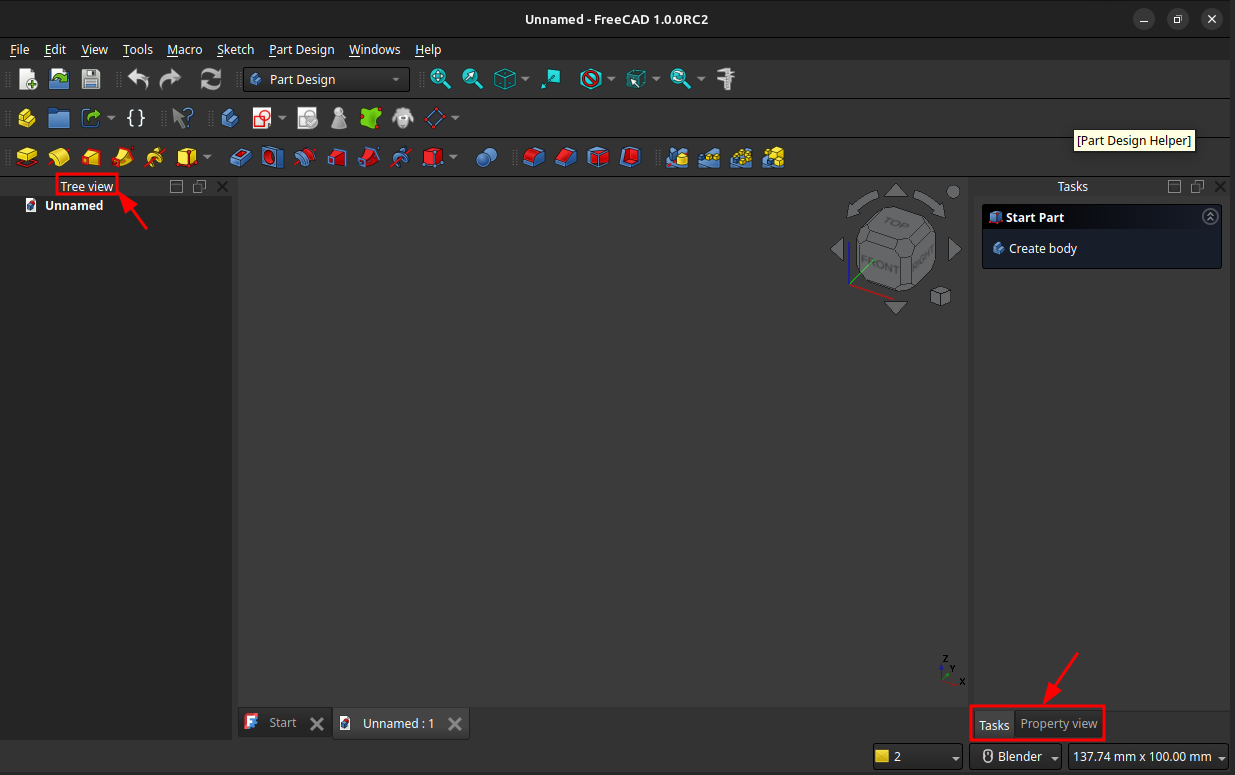 Unnamed - FreeCAD 1.0.0RC2
File Edit View Tools Macro Sketch Part Design Windows Help
Part Design
[Part Design Helper]
Tree view
Tasks
Unnamed
Start Part
Create body
TOP
FRONT
RIGHT
Z
Y
X
Start
Unnamed : 1
Tasks
Property view
2
Blender
137.74 mm x 100.00 mm